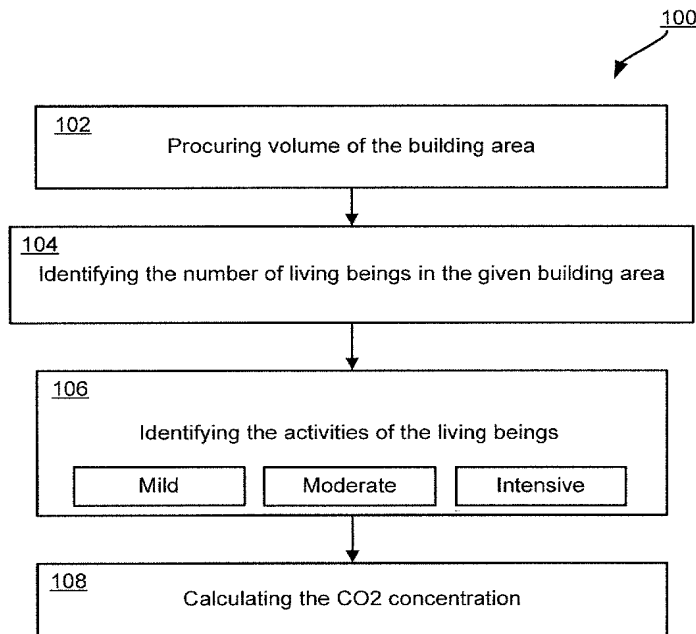 100
102
Procuring volume of the building area
104
Identifying the number of living beings in the given building area
106
Identifying the activities of the living beings
Mild Moderate Intensive
108
Calculating the CO2 concentration